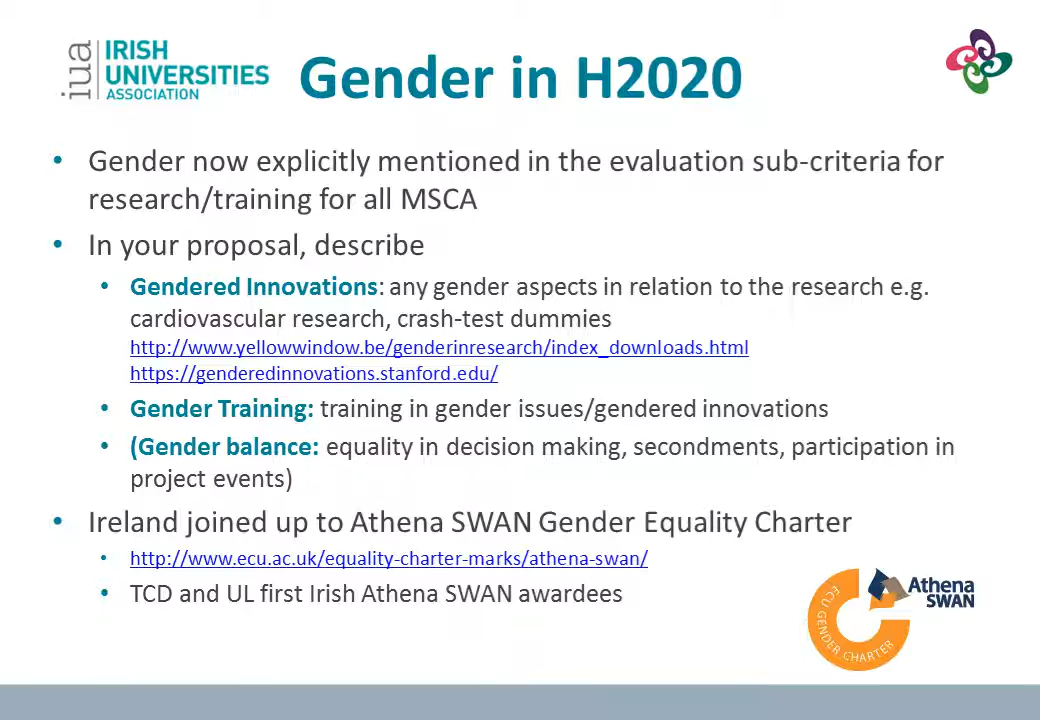 iua IRISH UNIVERSITIES ASSOCIATION
Gender in H2020
• Gender now explicitly mentioned in the evaluation sub-criteria for
research/training for all MSCA
• In your proposal, describe
• Gendered Innovations: any gender aspects in relation to the research e.g.
cardiovascular research, crash-test dummies
http://www.yellowwindow.be/genderinresearch/index_downloads.html
https://genderedinnovations.stanford.edu/
• Gender Training: training in gender issues/gendered innovations
• (Gender balance: equality in decision making, secondments, participation in
project events)
• Ireland joined up to Athena SWAN Gender Equality Charter
• http://www.ecu.ac.uk/equality-charter-marks/athena-swan/
• TCD and UL first Irish Athena SWAN awardees
Athena
SWAN
ECU GENDER CHARTER